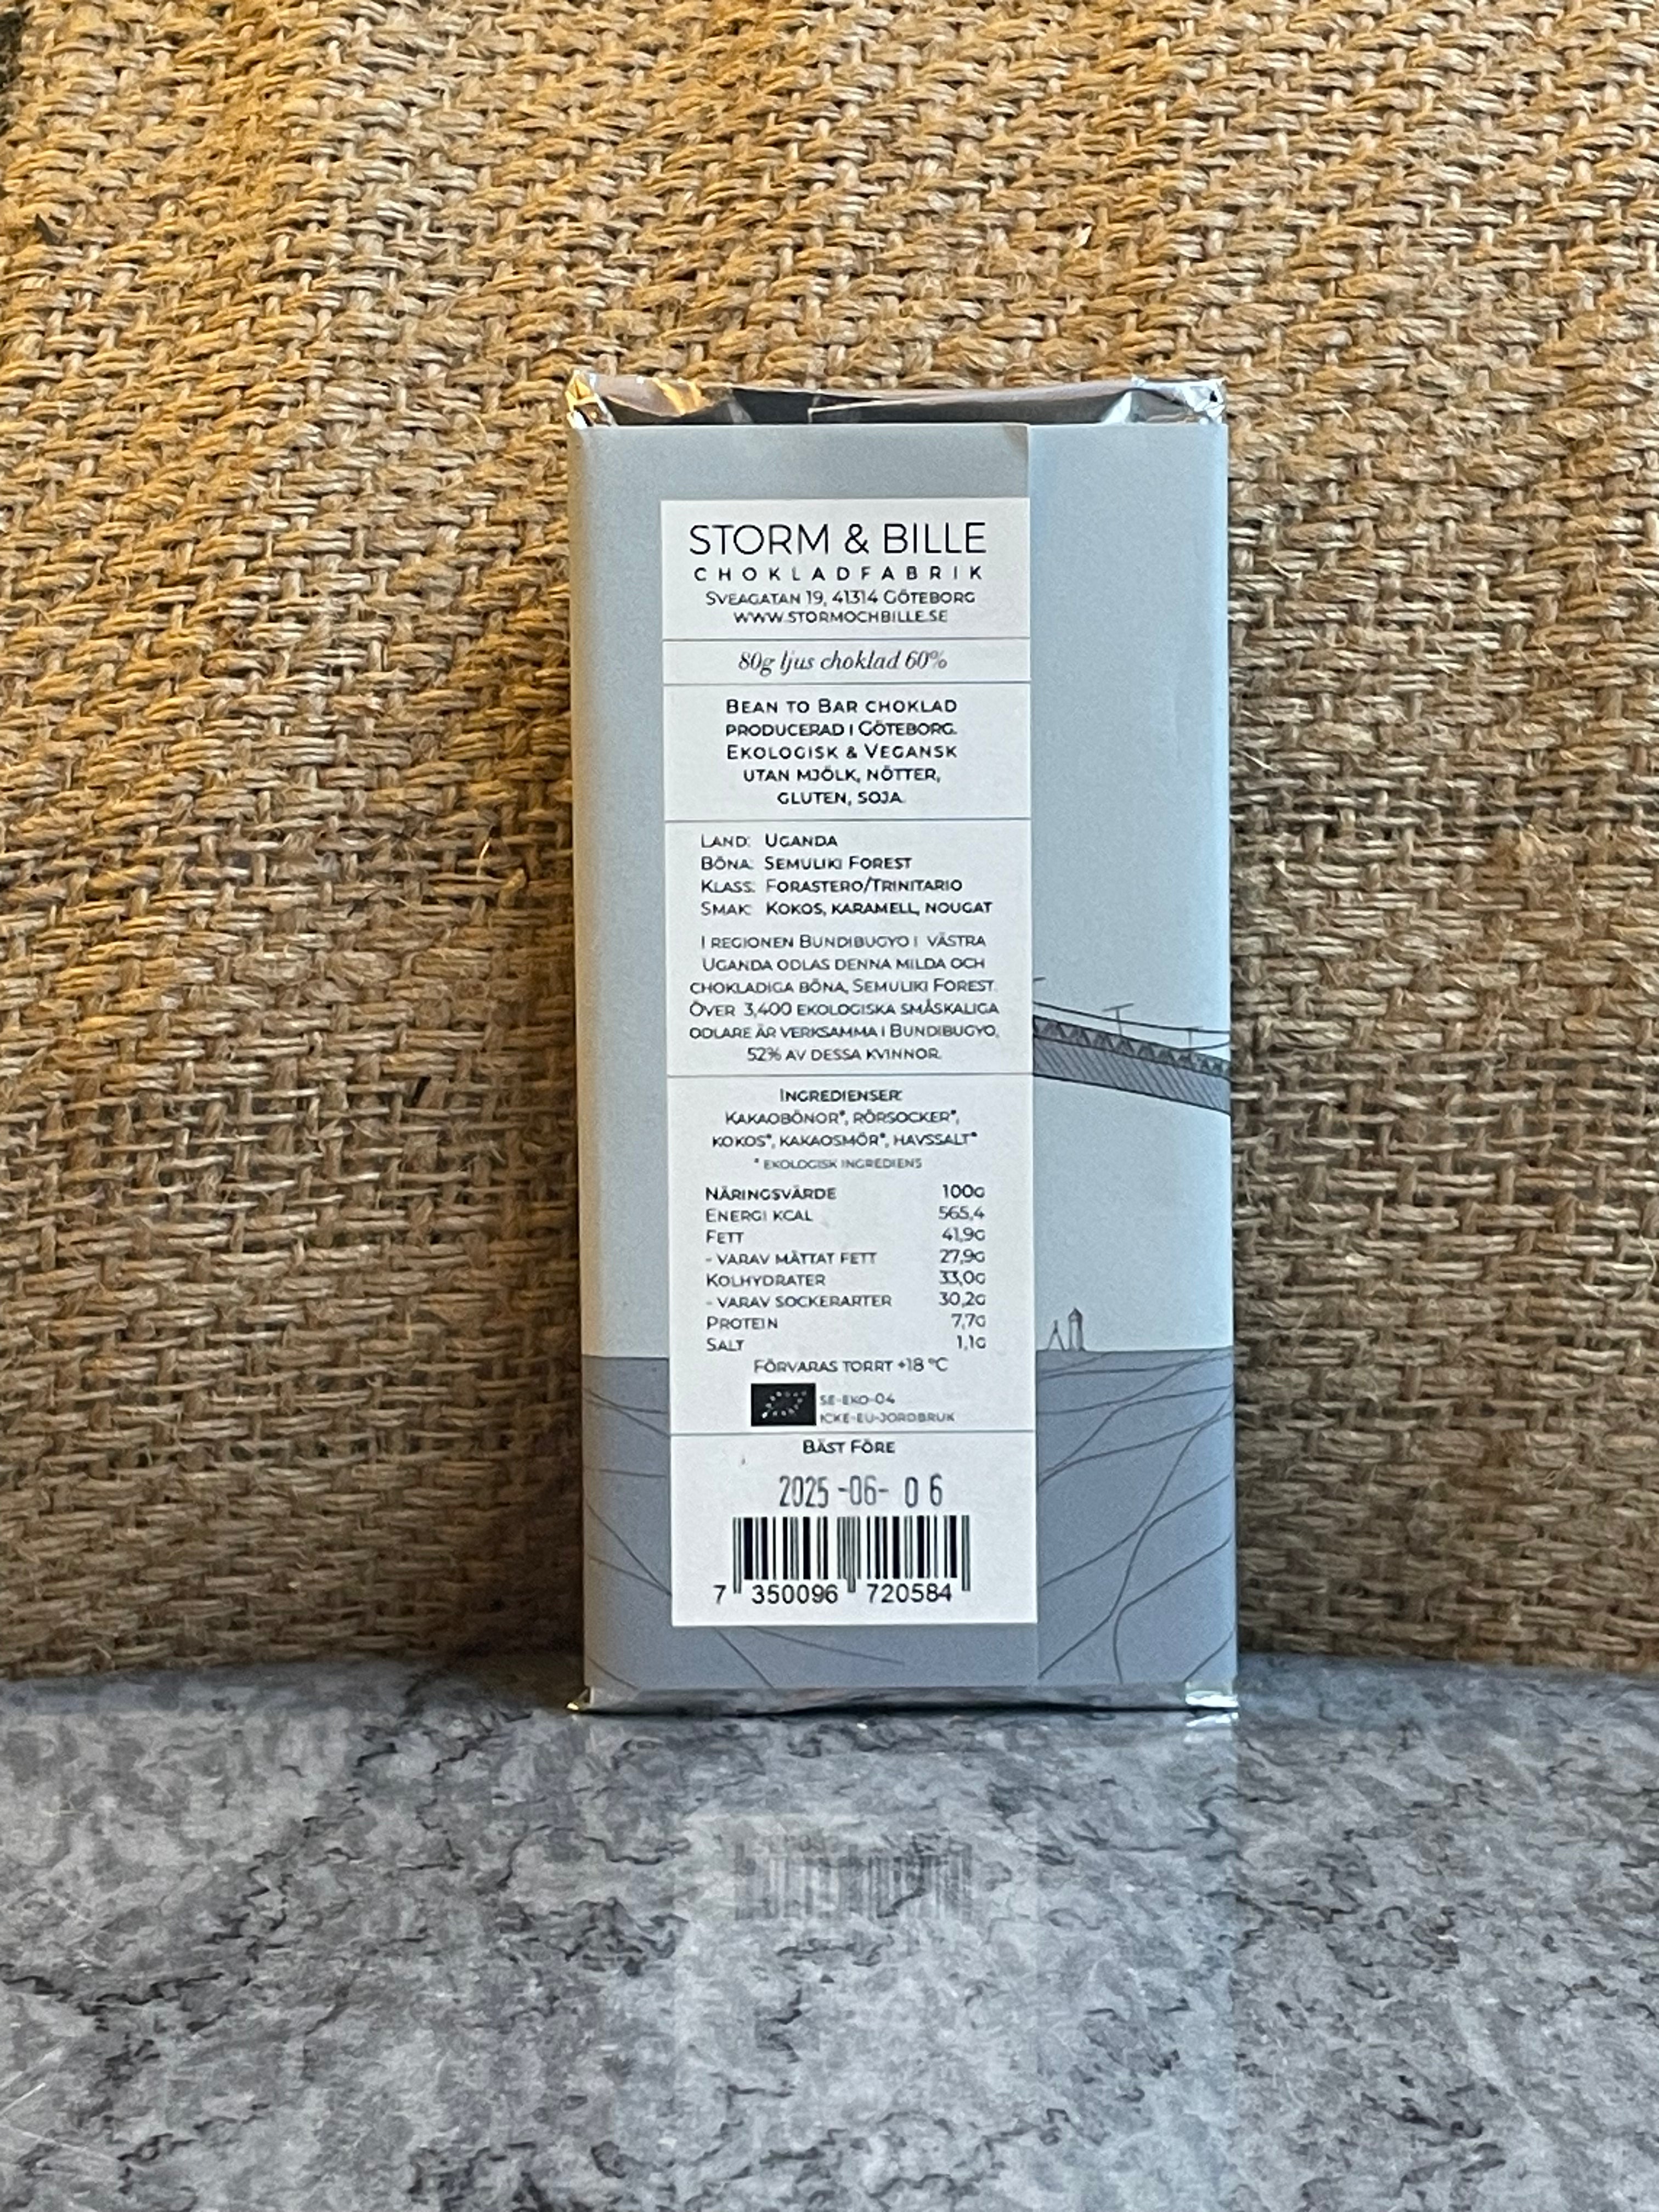 STORM & BILLE
CHOKLADFABRIK
SVEAGATAN 19, 41314 GÖTEBORG
WWW.STORMOCHBILLE.SE
80g ljus choklad 60%
BEAN TO BAR CHOKLAD
PRODUCERAD I GÖTEBORG.
EKOLOGISK & VEGANSK
UTAN MJÖLK, NÖTTER,
GLUTEN, SOJA.
LAND: UGANDA
BÖNA: SEMULIKI FOREST
KLASS: FORASTERO/TRINITARIO
SMAK: KOKOS, KARAMELL, NOUGAT
I REGIONEN BUNDIBUGYO I VÄSTRA
UGANDA ODLAS DENNA MILDA OCH
CHOKLADIGA BÖNA, SEMULIKI FOREST.
ÖVER 3,400 EKOLOGISKA SMÅSKALIGA
ODLARE ÄR VERKSAMMA I BUNDIBUGYO,
52% AV DESSA KVINNOR.
INGREDIENSER:
KAKAOBÖNOR*, RÖRSOCKER*,
KOKOS*, KAKAOSMÖR*, HAVSSALT*
* EKOLOGISK INGREDIENS
NÄRINGSVÄRDE 100G
ENERGI KCAL 565,4
FETT 41,9G
- VARAV MÄTTAT FETT 27,9G
KOLHYDRATER 33,0G
- VARAV SOCKERARTER 30,2G
PROTEIN 7,7G
SALT 1,1G
FÖRVARAS TORRT +18 °C
SE-EKO-04
ICKE-EU-JORDBRUK
BÄST FÖRE
2025-06-06
7 350096 720584